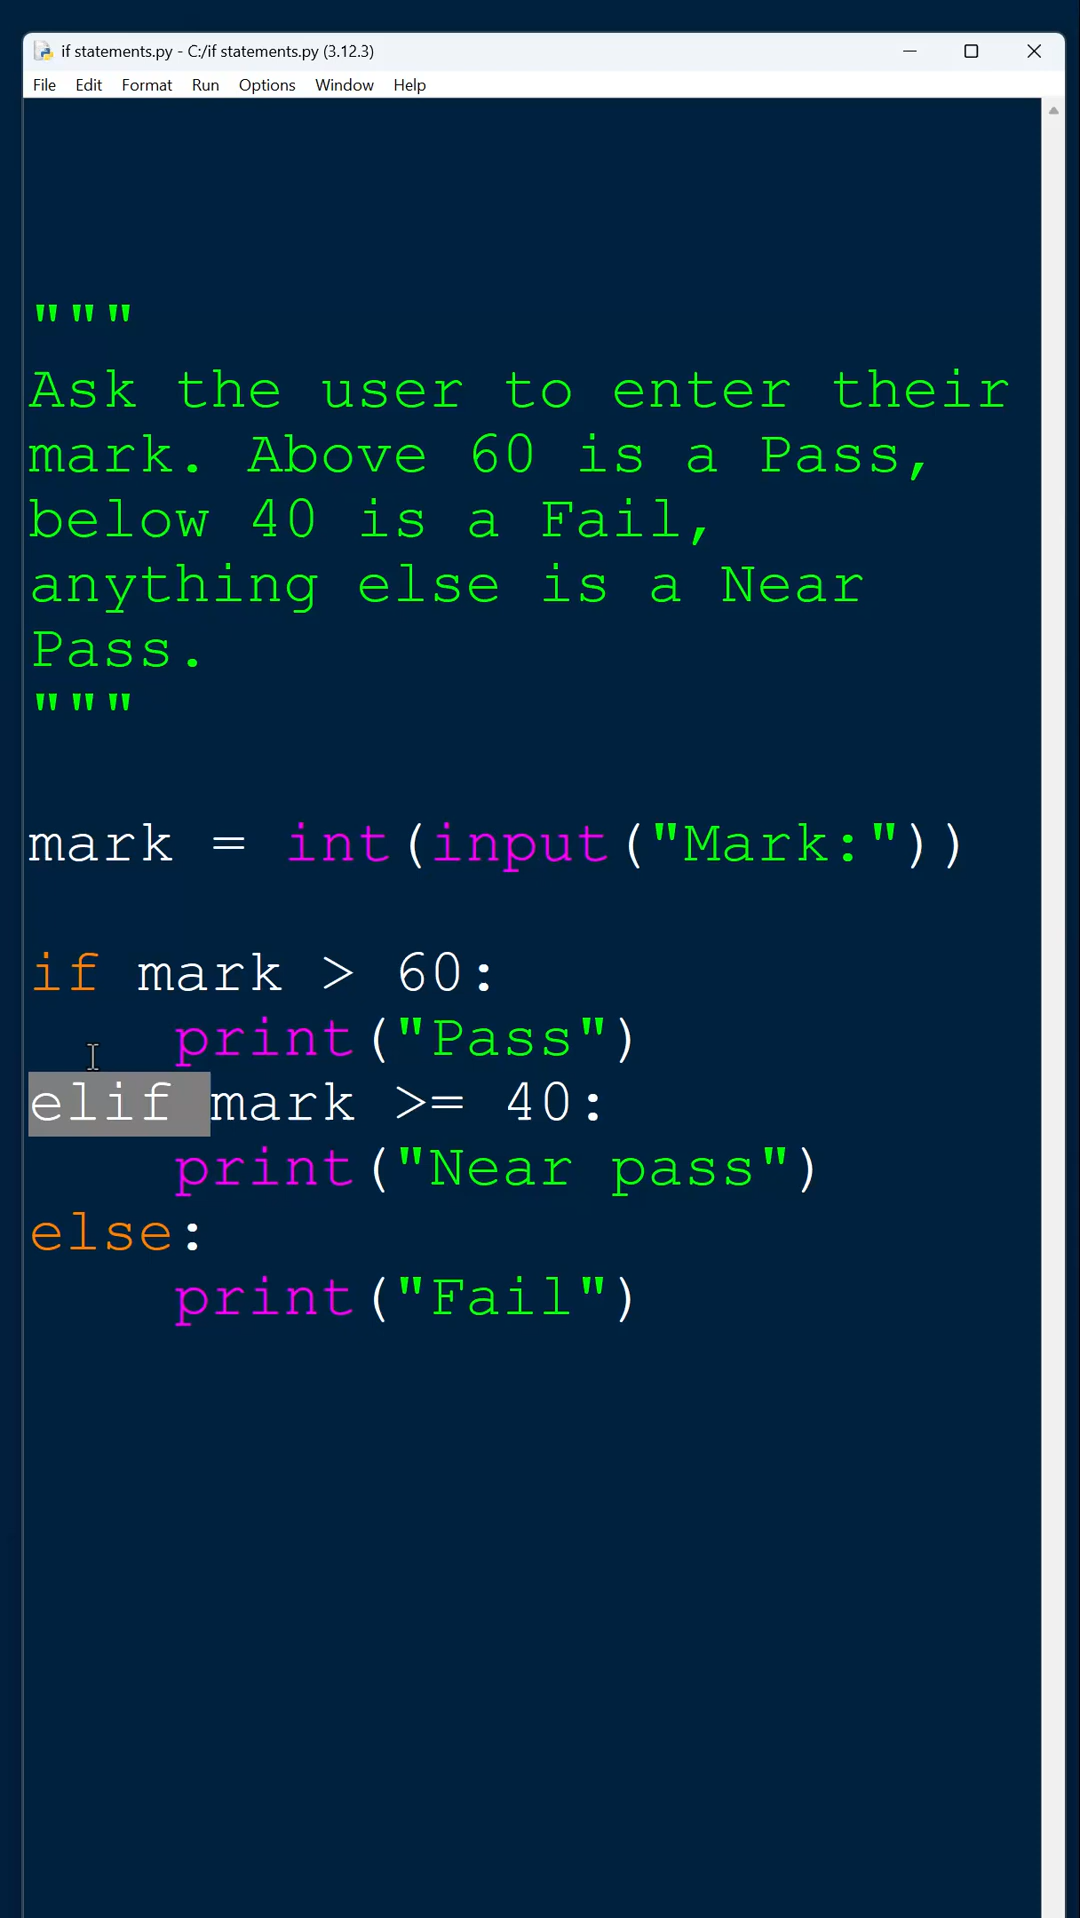 if statements.py - C:/if statements.py (3.12.3)
File Edit Format Run Options Window Help
"""
Ask the user to enter their
mark. Above 60 is a Pass,
below 40 is a Fail,
anything else is a Near
Pass.
"""
mark = int(input("Mark:"))
if mark > 60:
    print("Pass")
elif mark >= 40:
    print("Near pass")
else:
    print("Fail")